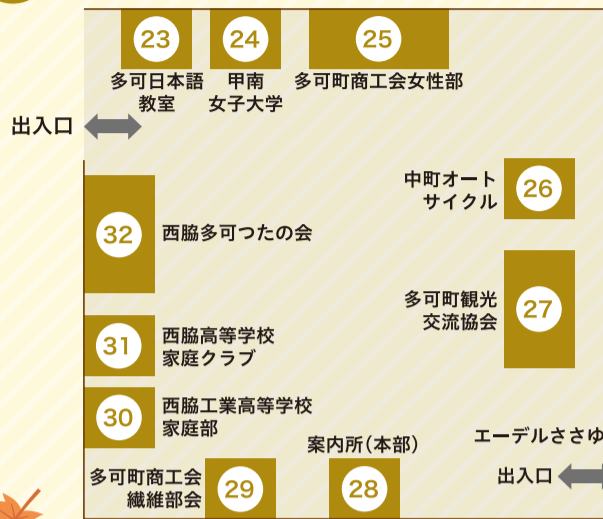 23
24
25
多可日本語
教室
甲南
女子大学
多可町商工会女性部
出入口
中町オート
サイクル
26
32
西脇多可つたの会
多可町観光
交流協会
27
31
西脇高等学校
家庭クラブ
30
西脇工業高等学校
家庭部
案内所(本部)
エーデルささゆ
出入口
多可町商工会
繊維部会
29
28